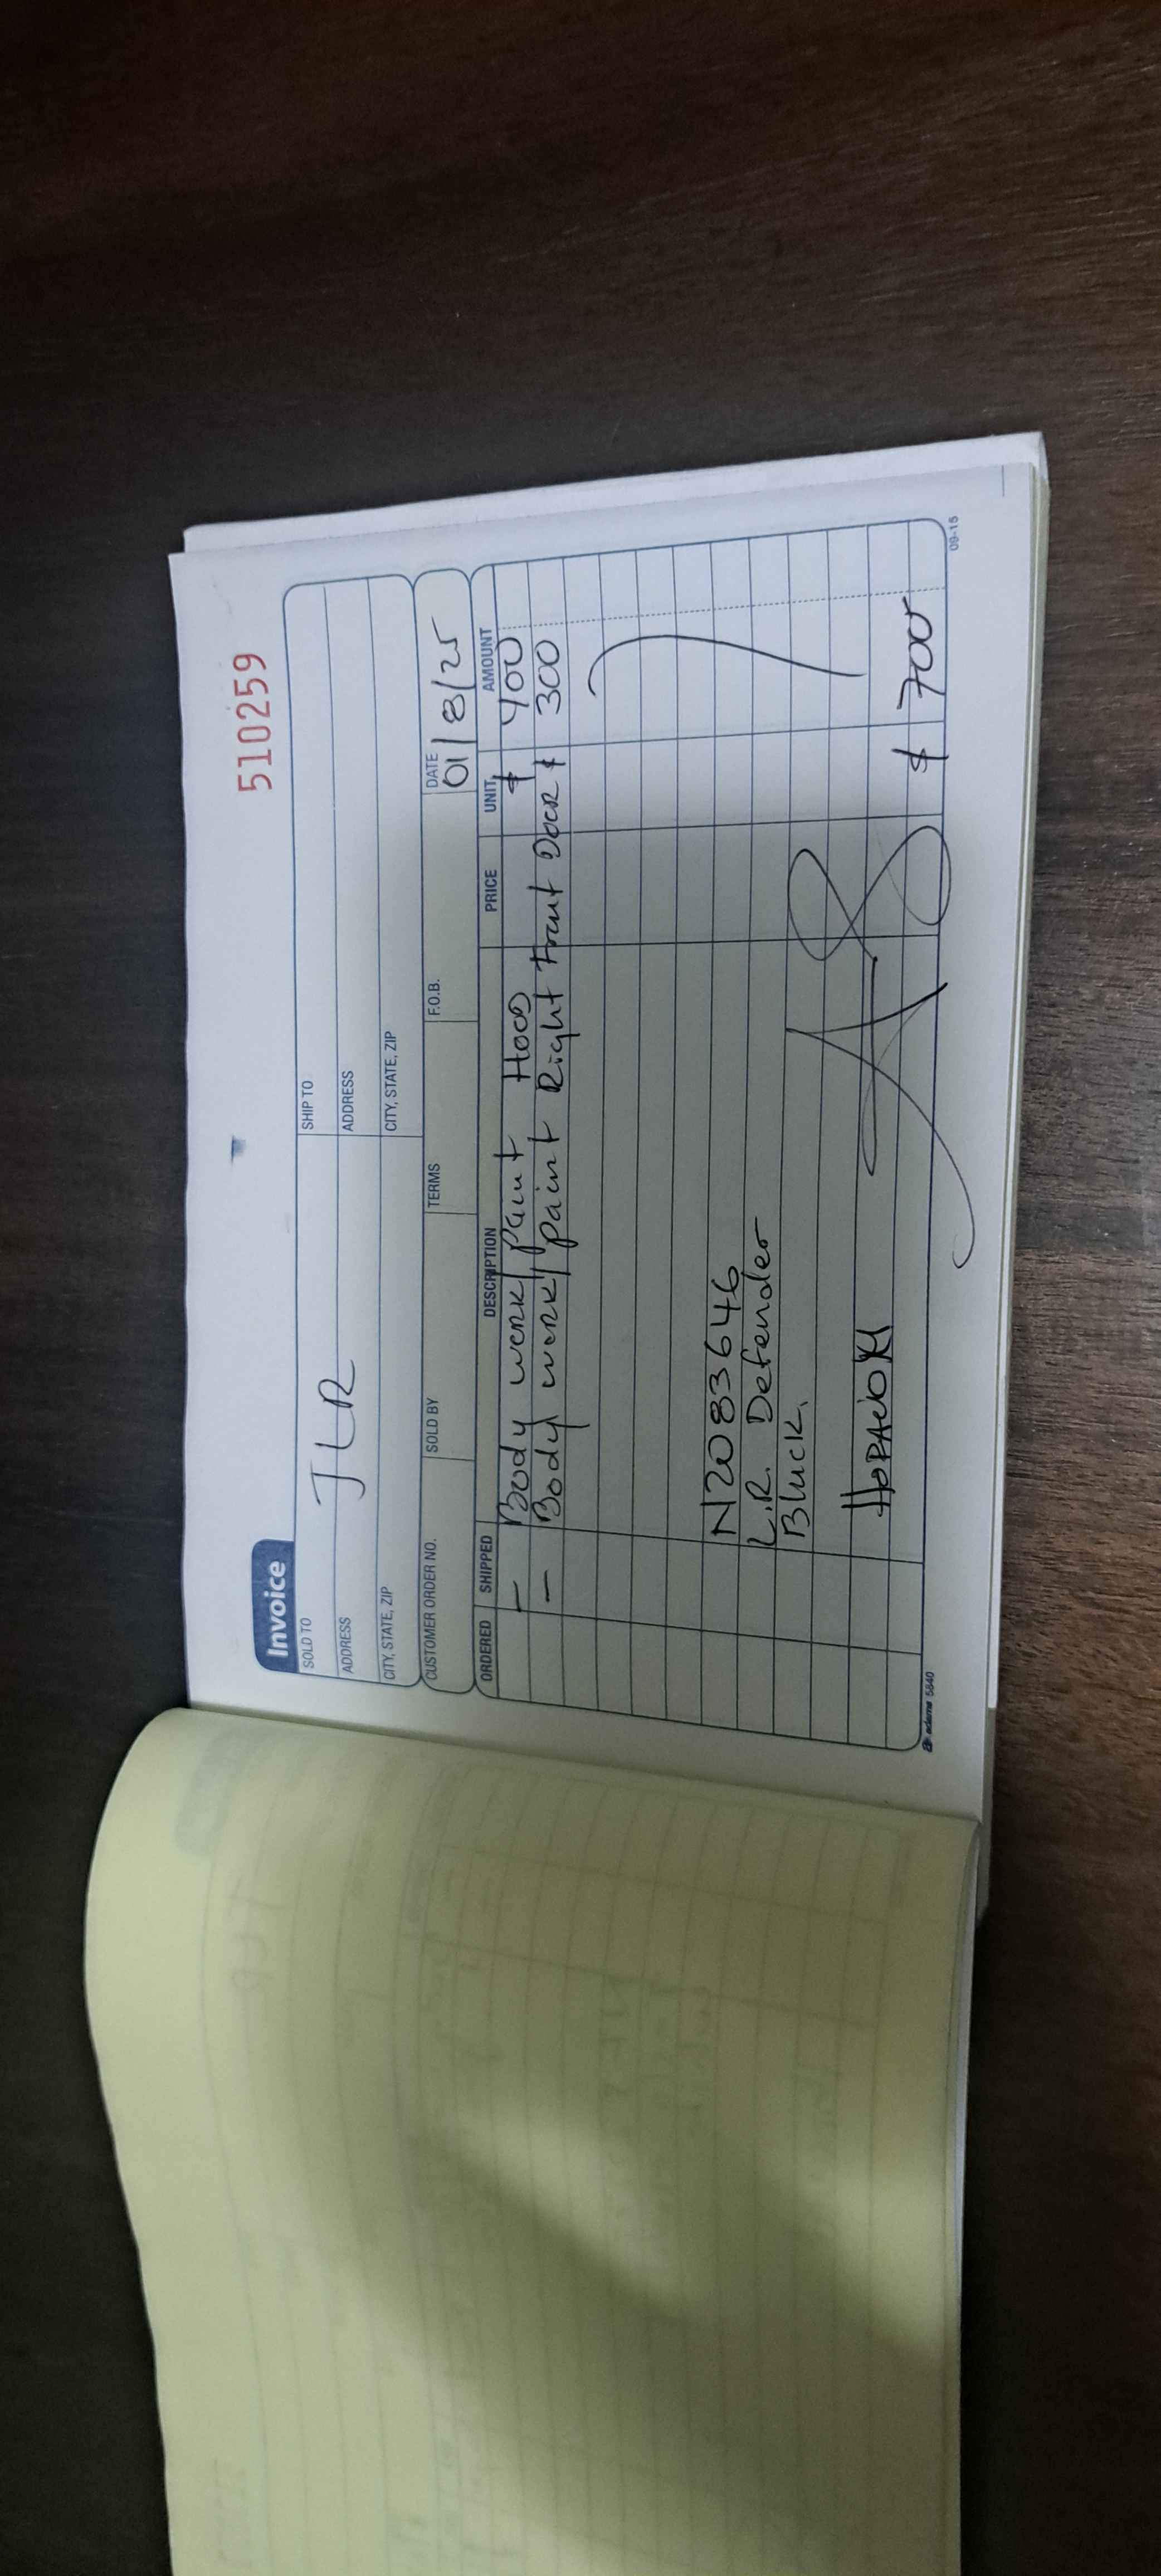 510259
Invoice
SOLD TO JLR SHIP TO
ADDRESS ADDRESS
CITY, STATE, ZIP CITY, STATE, ZIP
CUSTOMER ORDER NO. SOLD BY TERMS F.O.B. DATE 01/8/25
ORDERED SHIPPED DESCRIPTION PRICE UNIT AMOUNT
— Body work/paint Hood $ 400
— Body work/paint Right Front Door $ 300
N2083646
L.R. Defender
Black.
$ 700
adams 5840 09-15